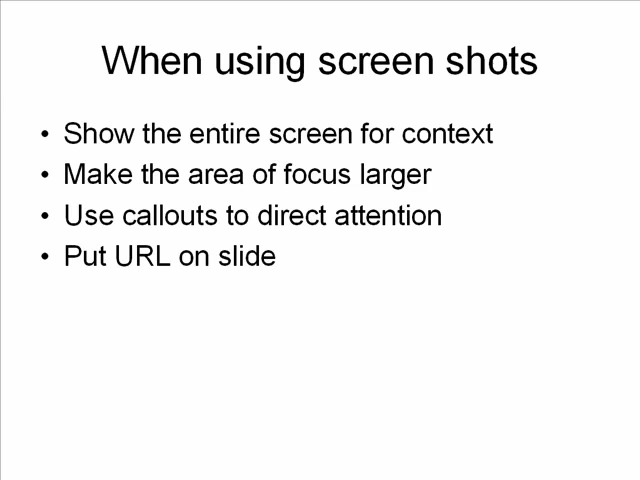 When using screen shots
• Show the entire screen for context
• Make the area of focus larger
• Use callouts to direct attention
• Put URL on slide